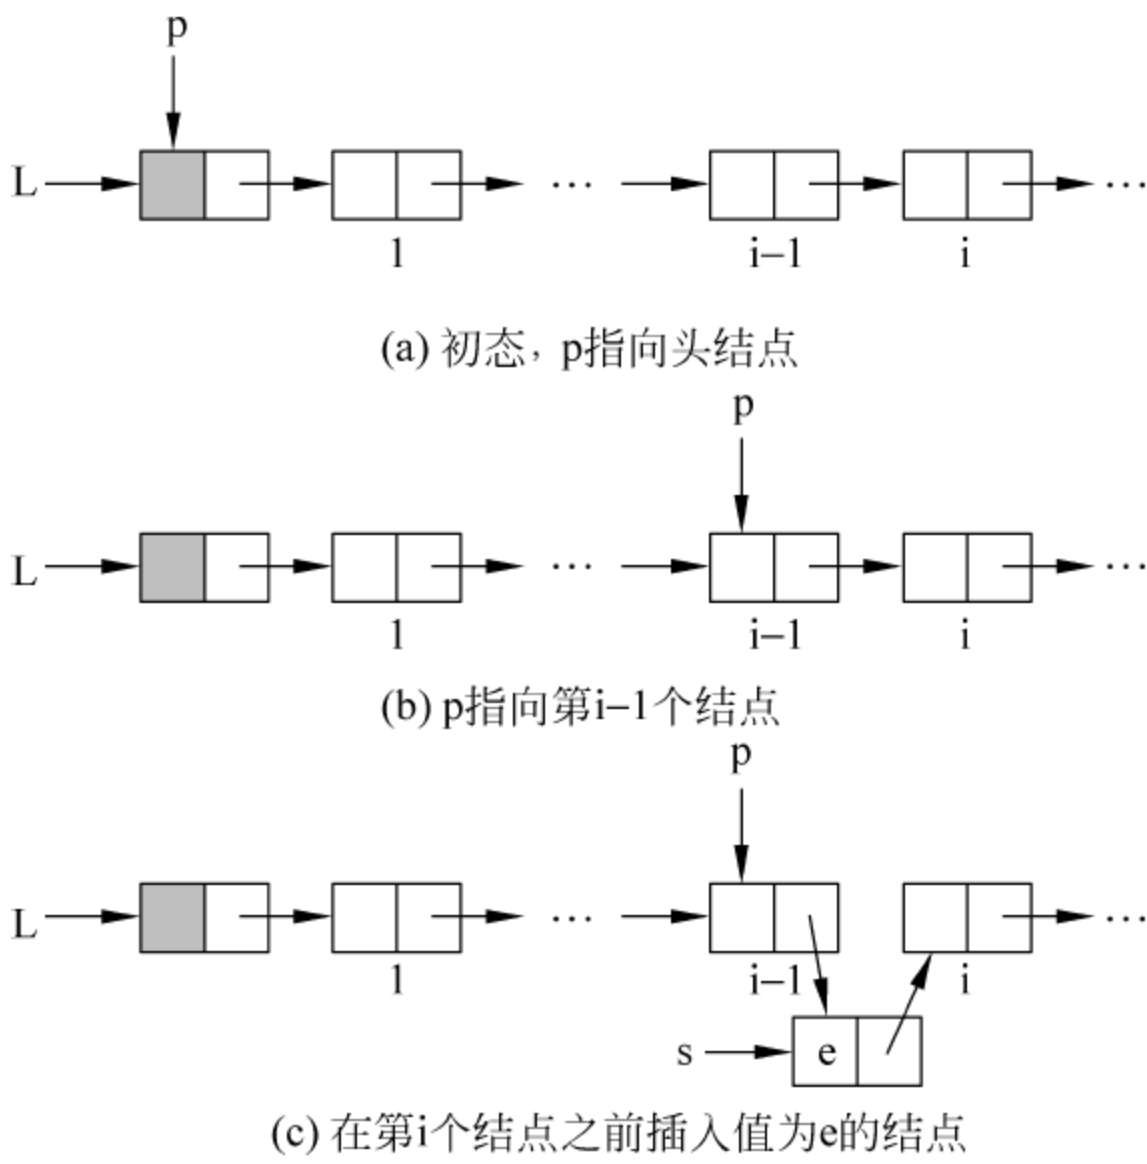 p
L ···  ···
1 i−1 i
(a) 初态，p指向头结点
p
L ··· ···
1 i−1 i
(b) p指向第i−1个结点
p
L ··· ···
1 i−1 i
s e
(c) 在第i个结点之前插入值为e的结点